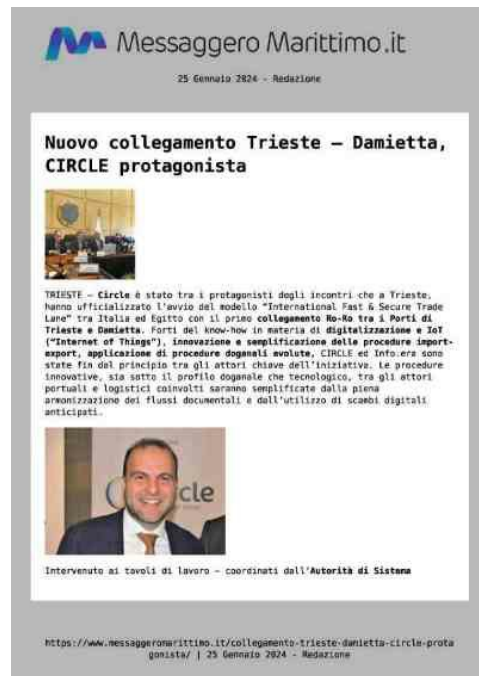 Messaggero Marittimo.it
25 Gennaio 2024 - Redazione
Nuovo collegamento Trieste – Damietta,
CIRCLE protagonista
TRIESTE – Circle è stato tra i protagonisti degli incontri che a Trieste,
hanno ufficializzato l'avvio del modello "International Fast & Secure Trade
Lane" tra Italia ed Egitto con il primo collegamento Ro-Ro tra i Porti di
Trieste e Damietta. Forti del know-how in materia di digitalizzazione e IoT
("Internet of Things"), innovazione e semplificazione delle procedure import-
export, applicazione di procedure doganali evolute, CIRCLE ed Info.era sono
state fin dal principio tra gli attori chiave dell'iniziativa. Le procedure
innovative, sia sotto il profilo doganale che tecnologico, tra gli attori
portuali e logistici coinvolti saranno semplificate dalla piena
armonizzazione dei flussi documentali e dall'utilizzo di scambi digitali
anticipati.
Circle
Intervenuto ai tavoli di lavoro – coordinati dall'Autorità di Sistema
https://www.messaggeromarittimo.it/collegamento-trieste-damietta-circle-prota
gonista/ | 25 Gennaio 2024 - Redazione